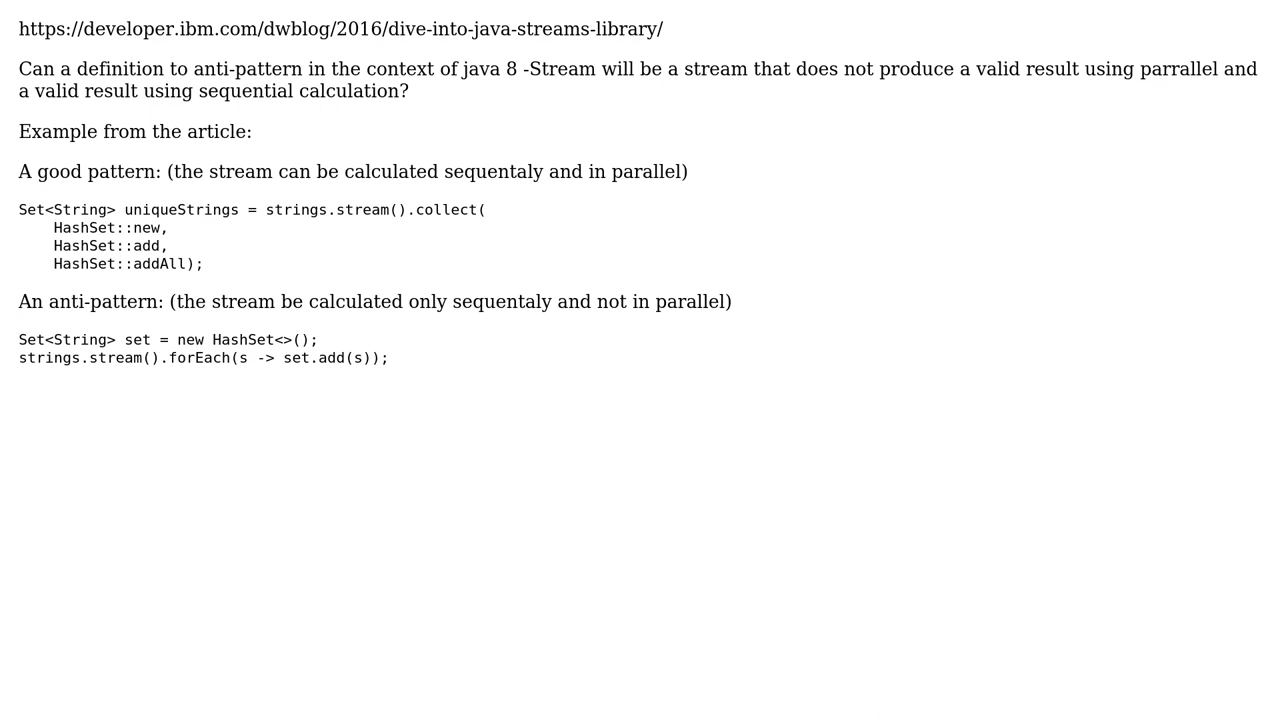 https://developer.ibm.com/dwblog/2016/dive-into-java-streams-library/
Can a definition to anti-pattern in the context of java 8 -Stream will be a stream that does not produce a valid result using parrallel and
a valid result using sequential calculation?
Example from the article:
A good pattern: (the stream can be calculated sequentaly and in parallel)
Set<String> uniqueStrings = strings.stream().collect(
    HashSet::new,
    HashSet::add,
    HashSet::addAll);
An anti-pattern: (the stream be calculated only sequentaly and not in parallel)
Set<String> set = new HashSet<>();
strings.stream().forEach(s -> set.add(s));